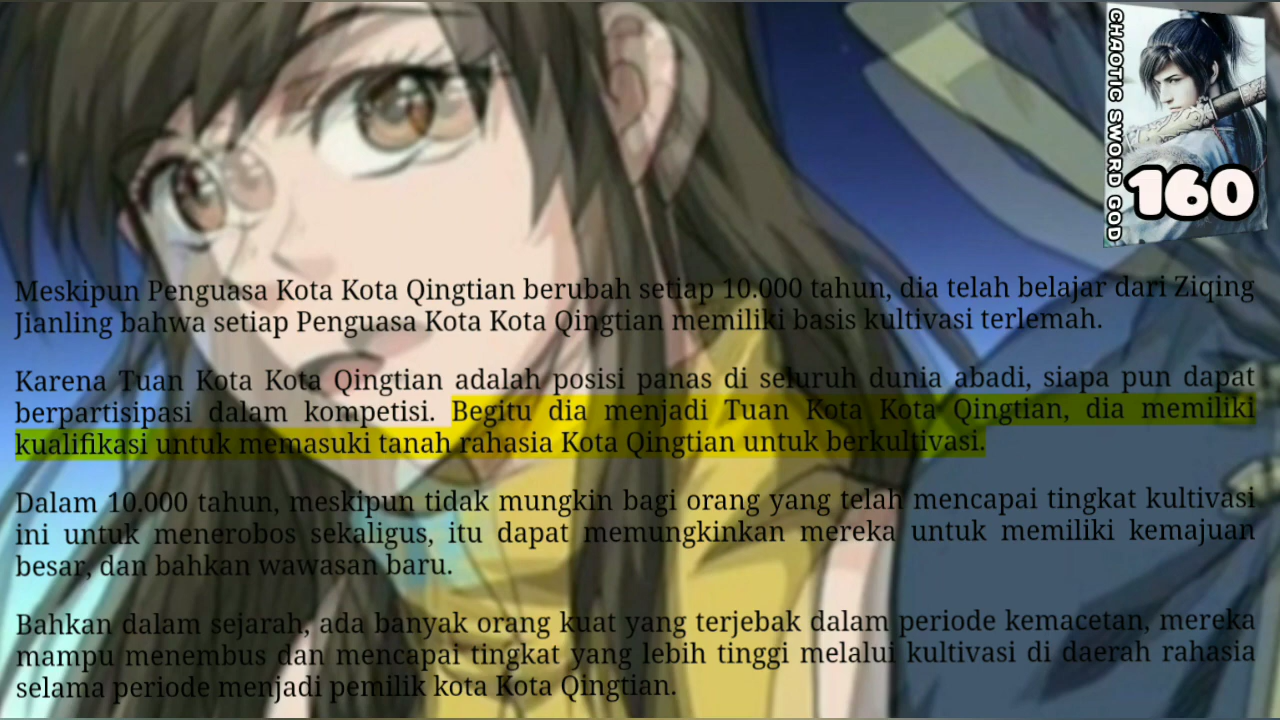 CHAOTIC SWORD GOD
160
Meskipun Penguasa Kota Kota Qingtian berubah setiap 10.000 tahun, dia telah belajar dari Ziqing
Jianling bahwa setiap Penguasa Kota Kota Qingtian memiliki basis kultivasi terlemah.
Karena Tuan Kota Kota Qingtian adalah posisi panas di seluruh dunia abadi, siapa pun dapat
berpartisipasi dalam kompetisi. Begitu dia menjadi Tuan Kota Kota Qingtian, dia memiliki
kualifikasi untuk memasuki tanah rahasia Kota Qingtian untuk berkultivasi.
Dalam 10.000 tahun, meskipun tidak mungkin bagi orang yang telah mencapai tingkat kultivasi
ini untuk menerobos sekaligus, itu dapat memungkinkan mereka untuk memiliki kemajuan
besar, dan bahkan wawasan baru.
Bahkan dalam sejarah, ada banyak orang kuat yang terjebak dalam periode kemacetan, mereka
mampu menembus dan mencapai tingkat yang lebih tinggi melalui kultivasi di daerah rahasia
selama periode menjadi pemilik kota Kota Qingtian.